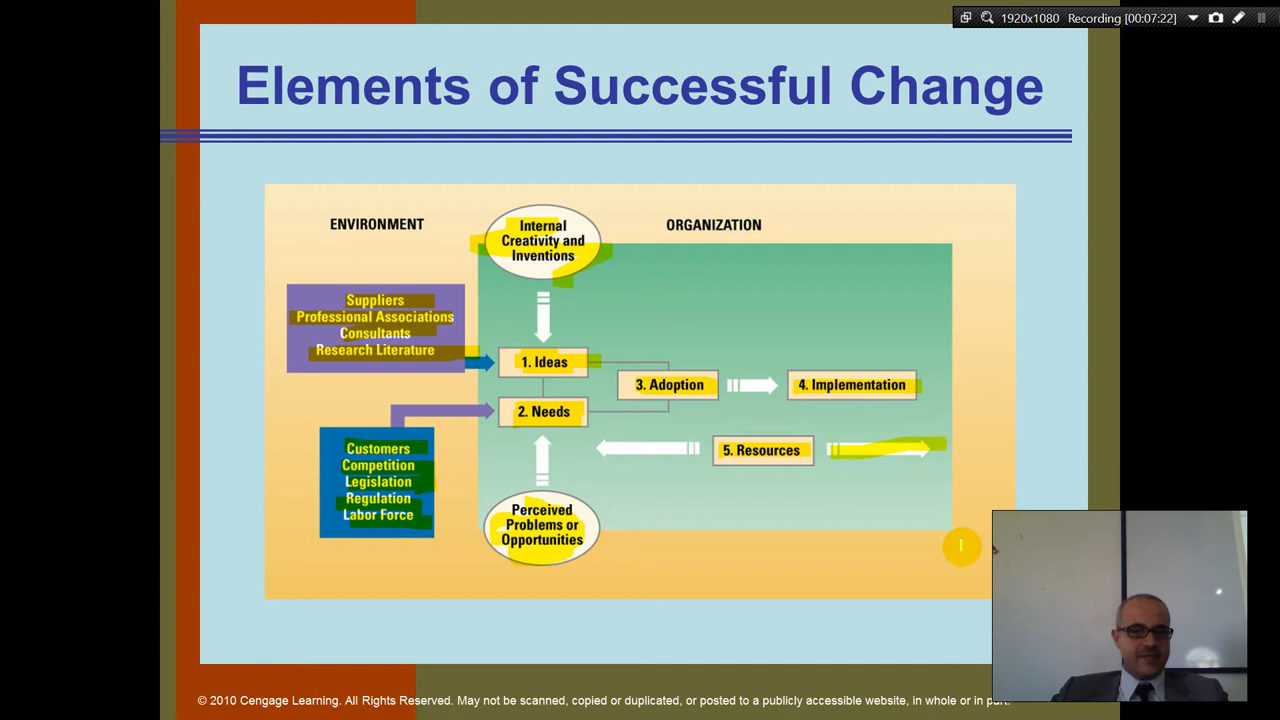 1920x1080 Recording [00:07:22]
Elements of Successful Change
ENVIRONMENT
ORGANIZATION
Internal
Creativity and
Inventions
Suppliers
Professional Associations
Consultants
Research Literature
1. Ideas
2. Needs
3. Adoption
4. Implementation
5. Resources
Customers
Competition
Legislation
Regulation
Labor Force
Perceived
Problems or
Opportunities
© 2010 Cengage Learning. All Rights Reserved. May not be scanned, copied or duplicated, or posted to a publicly accessible website, in whole or in part.